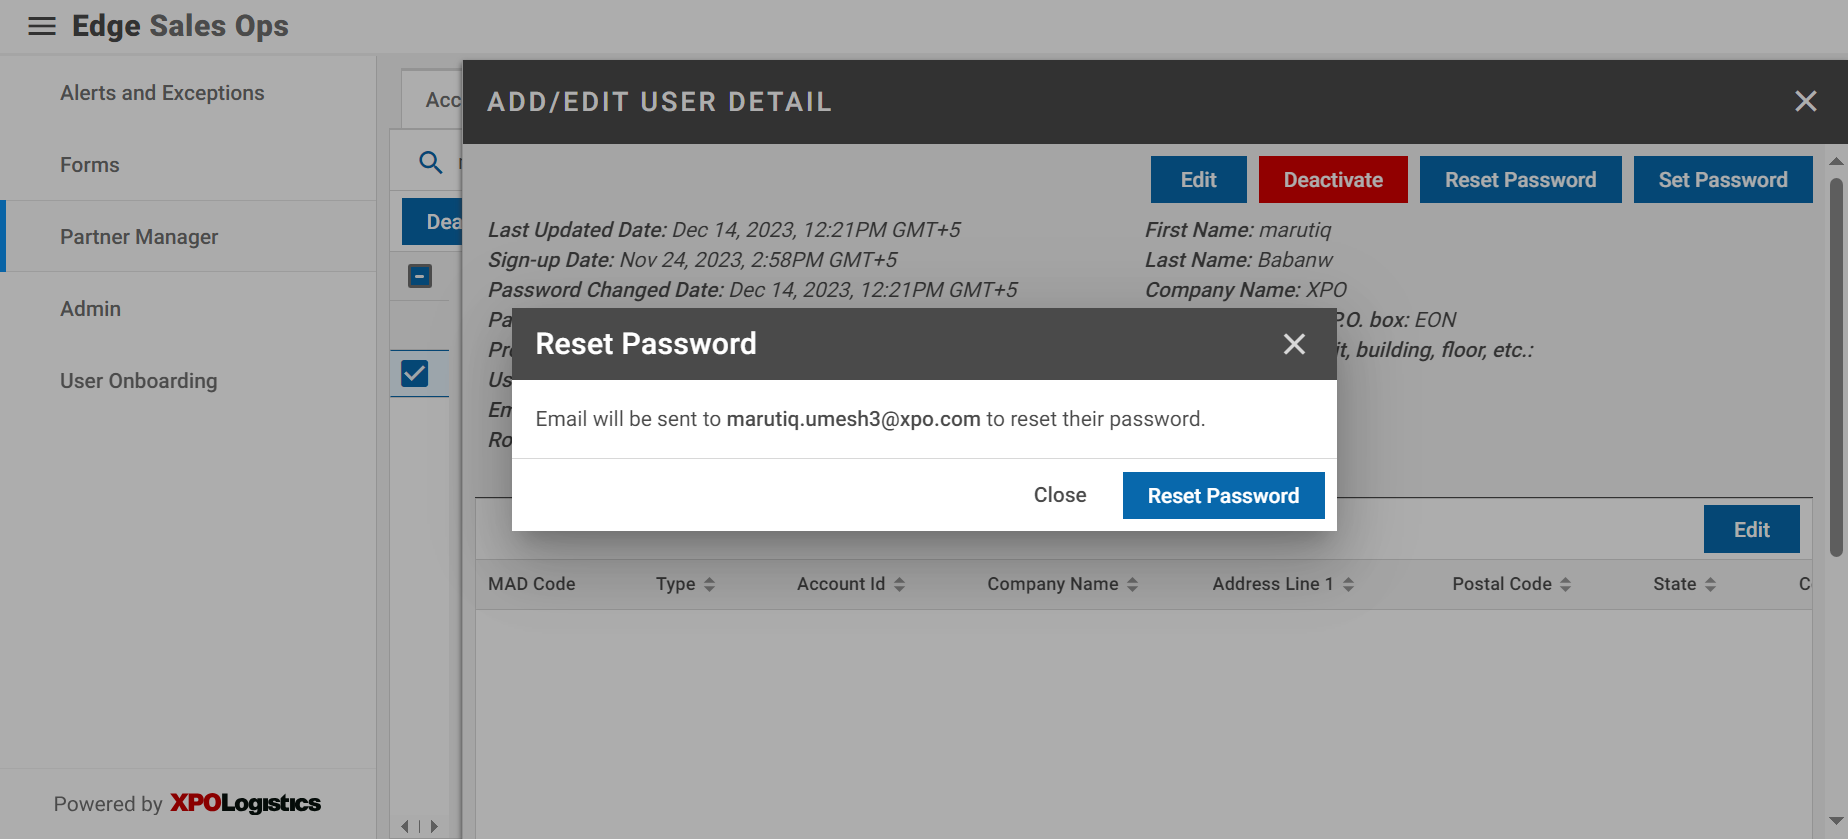 Edge Sales Ops
Alerts and Exceptions
Forms
Partner Manager
Admin
User Onboarding
Powered by XPOLogistics
Acc
Dea
ADD/EDIT USER DETAIL
Edit
Deactivate
Reset Password
Set Password
Last Updated Date: Dec 14, 2023, 12:21PM GMT+5
Sign-up Date: Nov 24, 2023, 2:58PM GMT+5
Password Changed Date: Dec 14, 2023, 12:21PM GMT+5
Pa
Pr
Us
Em
Ro
First Name: marutiq
Last Name: Babanw
Company Name: XPO
P.O. box: EON
it, building, floor, etc.:
Reset Password
Email will be sent to marutiq.umesh3@xpo.com to reset their password.
Close
Reset Password
Edit
MAD Code Type Account Id Company Name Address Line 1 Postal Code State C